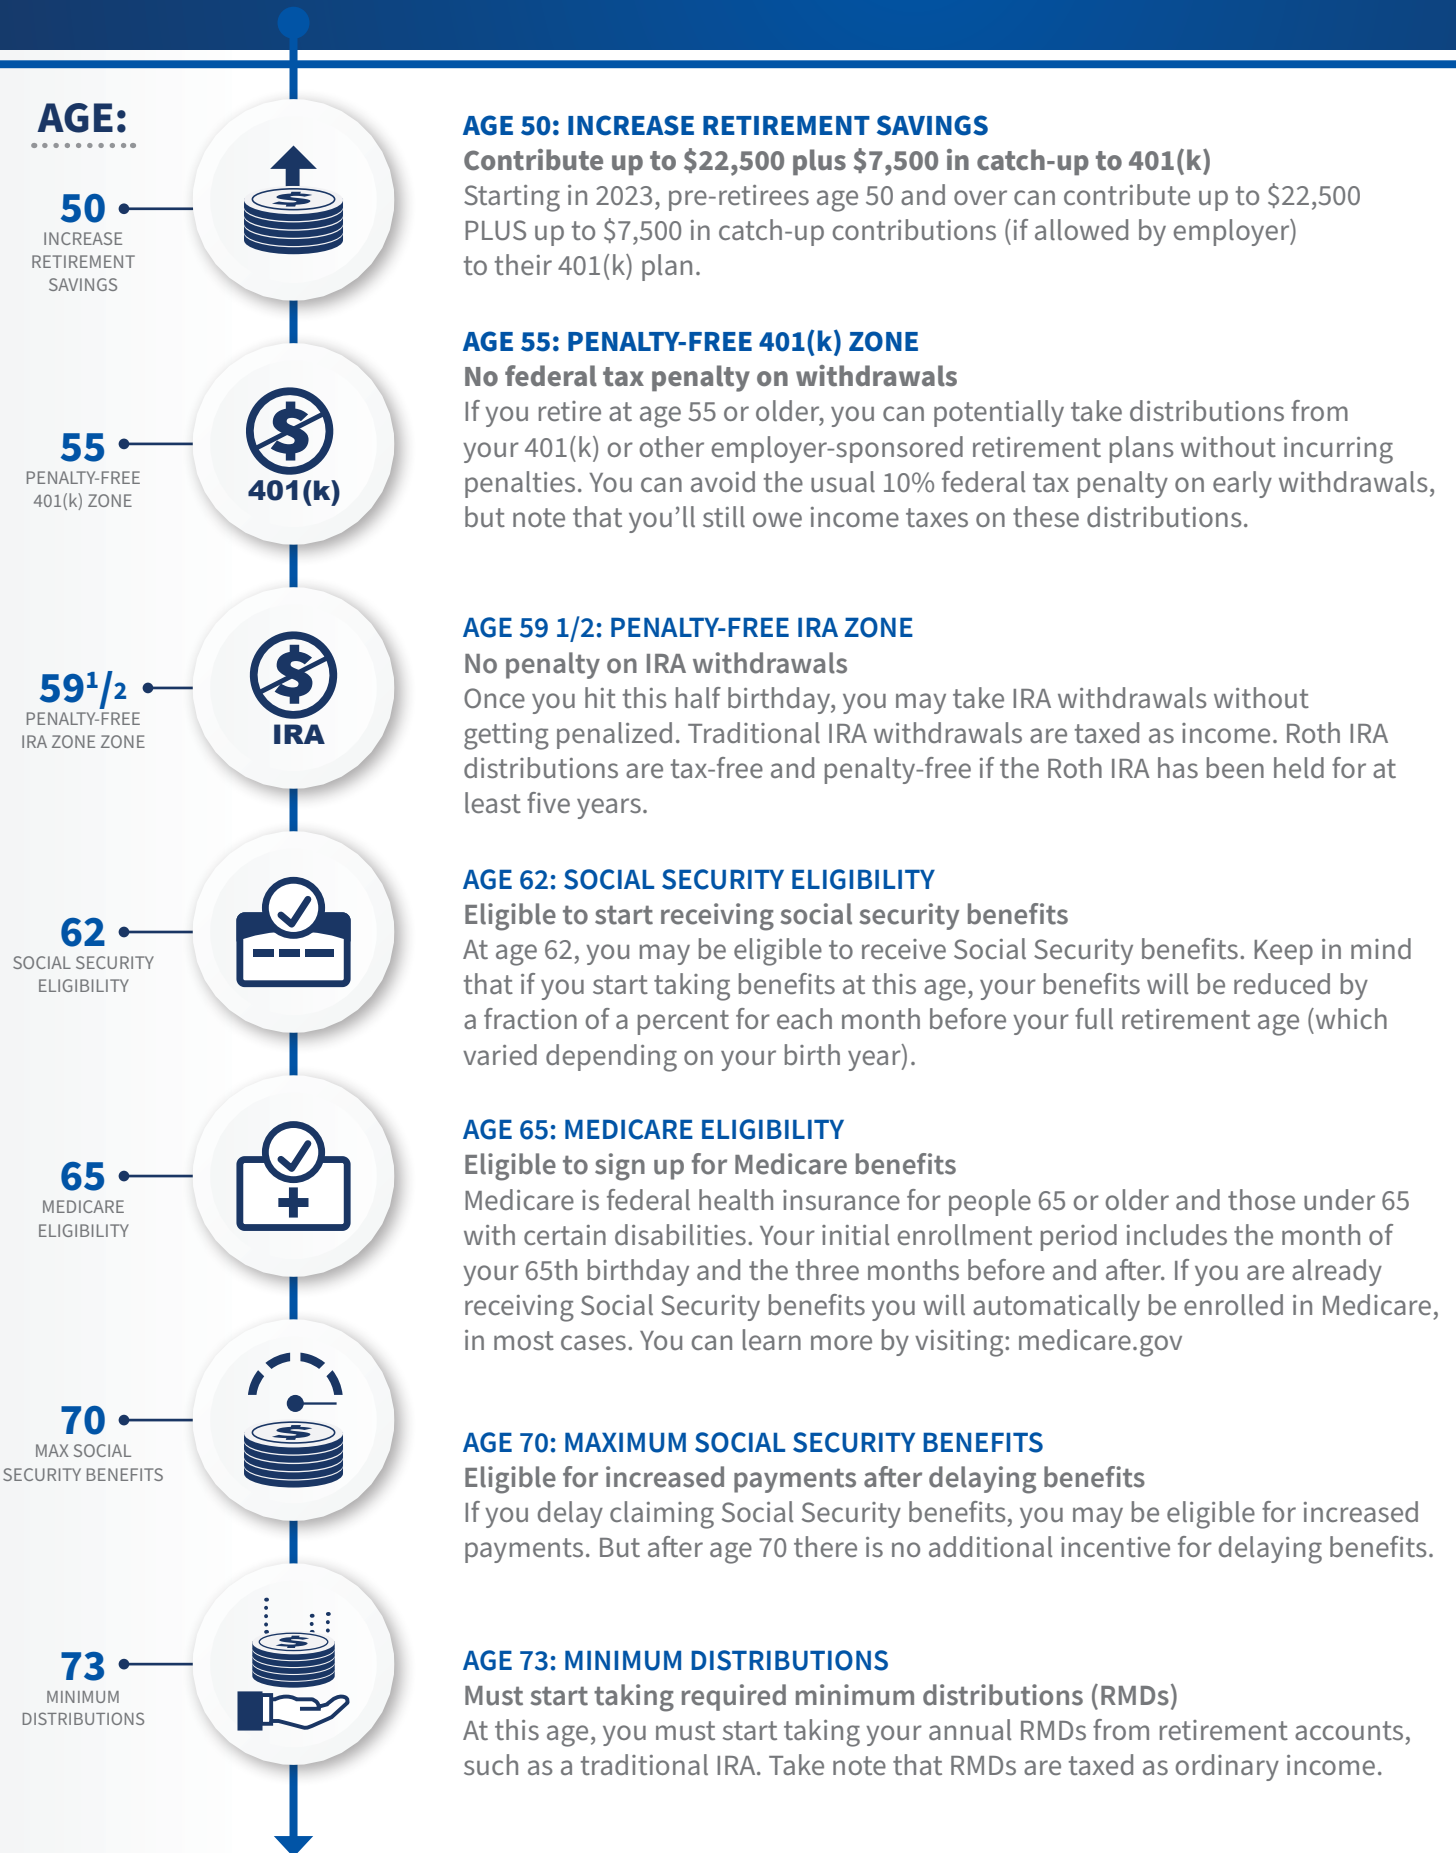 AGE:
50
INCREASE
RETIREMENT
SAVINGS
AGE 50: INCREASE RETIREMENT SAVINGS
Contribute up to $22,500 plus $7,500 in catch-up to 401(k)
Starting in 2023, pre-retirees age 50 and over can contribute up to $22,500
PLUS up to $7,500 in catch-up contributions (if allowed by employer)
to their 401(k) plan.
55
PENALTY-FREE
401(k) ZONE
$
401(k)
AGE 55: PENALTY-FREE 401(k) ZONE
No federal tax penalty on withdrawals
If you retire at age 55 or older, you can potentially take distributions from
your 401(k) or other employer-sponsored retirement plans without incurring
penalties. You can avoid the usual 10% federal tax penalty on early withdrawals,
but note that you’ll still owe income taxes on these distributions.
59 1/2
PENALTY-FREE
IRA ZONE ZONE
$
IRA
AGE 59 1/2: PENALTY-FREE IRA ZONE
No penalty on IRA withdrawals
Once you hit this half birthday, you may take IRA withdrawals without
getting penalized. Traditional IRA withdrawals are taxed as income. Roth IRA
distributions are tax-free and penalty-free if the Roth IRA has been held for at
least five years.
62
SOCIAL SECURITY
ELIGIBILITY
AGE 62: SOCIAL SECURITY ELIGIBILITY
Eligible to start receiving social security benefits
At age 62, you may be eligible to receive Social Security benefits. Keep in mind
that if you start taking benefits at this age, your benefits will be reduced by
a fraction of a percent for each month before your full retirement age (which
varied depending on your birth year).
65
MEDICARE
ELIGIBILITY
AGE 65: MEDICARE ELIGIBILITY
Eligible to sign up for Medicare benefits
Medicare is federal health insurance for people 65 or older and those under 65
with certain disabilities. Your initial enrollment period includes the month of
your 65th birthday and the three months before and after. If you are already
receiving Social Security benefits you will automatically be enrolled in Medicare,
in most cases. You can learn more by visiting: medicare.gov
70
MAX SOCIAL
SECURITY BENEFITS
AGE 70: MAXIMUM SOCIAL SECURITY BENEFITS
Eligible for increased payments after delaying benefits
If you delay claiming Social Security benefits, you may be eligible for increased
payments. But after age 70 there is no additional incentive for delaying benefits.
73
MINIMUM
DISTRIBUTIONS
AGE 73: MINIMUM DISTRIBUTIONS
Must start taking required minimum distributions (RMDs)
At this age, you must start taking your annual RMDs from retirement accounts,
such as a traditional IRA. Take note that RMDs are taxed as ordinary income.